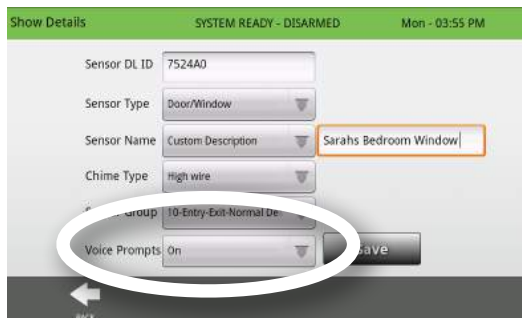 Show Details SYSTEM READY - DISARMED Mon - 03:55 PM
Sensor DL ID 7524A0
Sensor Type Door/Window
Sensor Name Custom Description Sarahs Bedroom Window
Chime Type High wire
Group 10-Entry-Exit-Normal De
Voice Prompts On ave